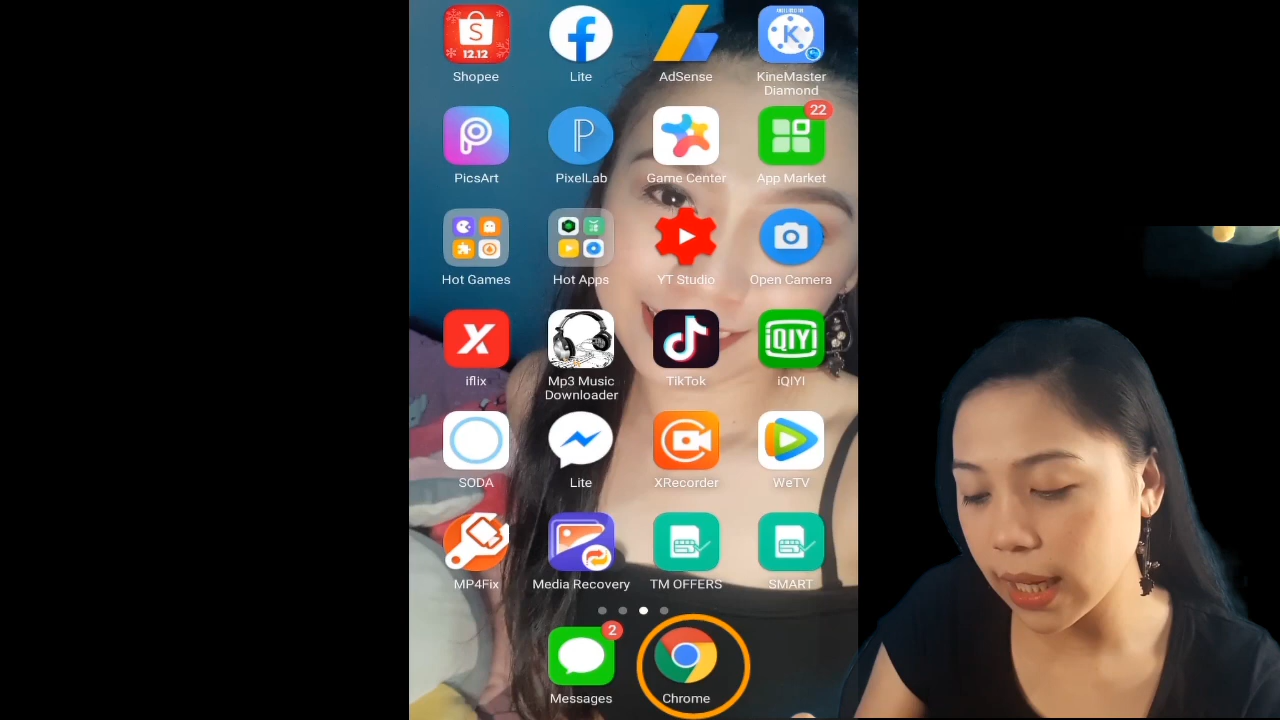 S
12.12
Shopee
Lite
AdSense
K
KineMaster
Diamond
PicsArt
PixelLab
Game Center
22
App Market
Hot Games
Hot Apps
YT Studio
Open Camera
iflix
Mp3 Music
Downloader
TikTok
iQIYI
iQIYI
SODA
Lite
XRecorder
WeTV
MP4Fix
Media Recovery
TM OFFERS
SMART
2
Messages
Chrome